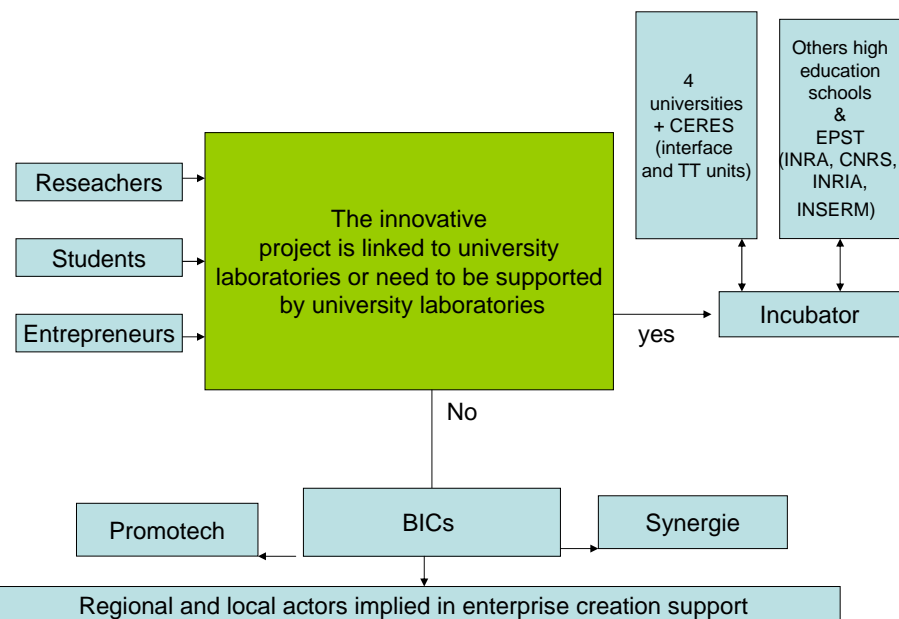 Reseachers
Students
Entrepreneurs
The innovative
project is linked to university
laboratories or need to be supported
by university laboratories
4
universities
+ CERES
(interface
and TT units)
Others high
education
schools
&
EPST
(INRA, CNRS,
INRIA,
INSERM)
yes
Incubator
No
BICs
Promotech
Synergie
Regional and local actors implied in enterprise creation support